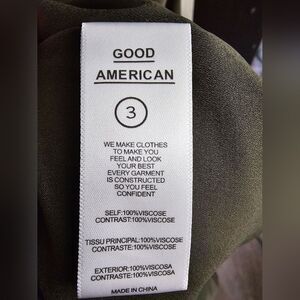 GOOD
AMERICAN
3
WE MAKE CLOTHES
TO MAKE YOU
FEEL AND LOOK
YOUR BEST
EVERY GARMENT
IS CONSTRUCTED
SO YOU FEEL
CONFIDENT
SELF:100%VISCOSE
CONTRAST:100%VISCOSE
TISSU PRINCIPAL:100%VISCOSE
CONTRASTE:100%VISCOSE
EXTERIOR:100%VISCOSA
CONTRASTE:100%VISCOSA
MADE IN CHINA